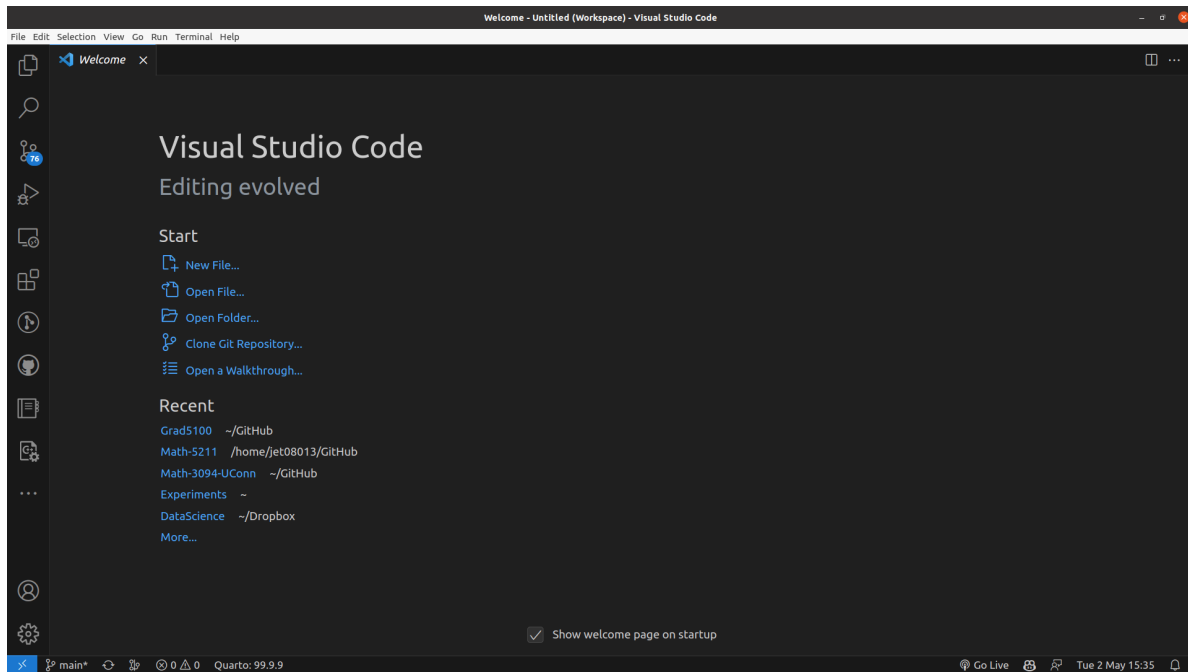 Welcome - Untitled (Workspace) - Visual Studio Code
File Edit Selection View Go Run Terminal Help
Welcome
Visual Studio Code
Editing evolved
Start
New File...
Open File...
Open Folder...
Clone Git Repository...
Open a Walkthrough...
Recent
Grad5100 ~/GitHub
Math-5211 /home/jet08013/GitHub
Math-3094-UConn ~/GitHub
Experiments ~
DataScience ~/Dropbox
More...
76
Show welcome page on startup
main* 0 0 Quarto: 99.9.9 Go Live Tue 2 May 15:35